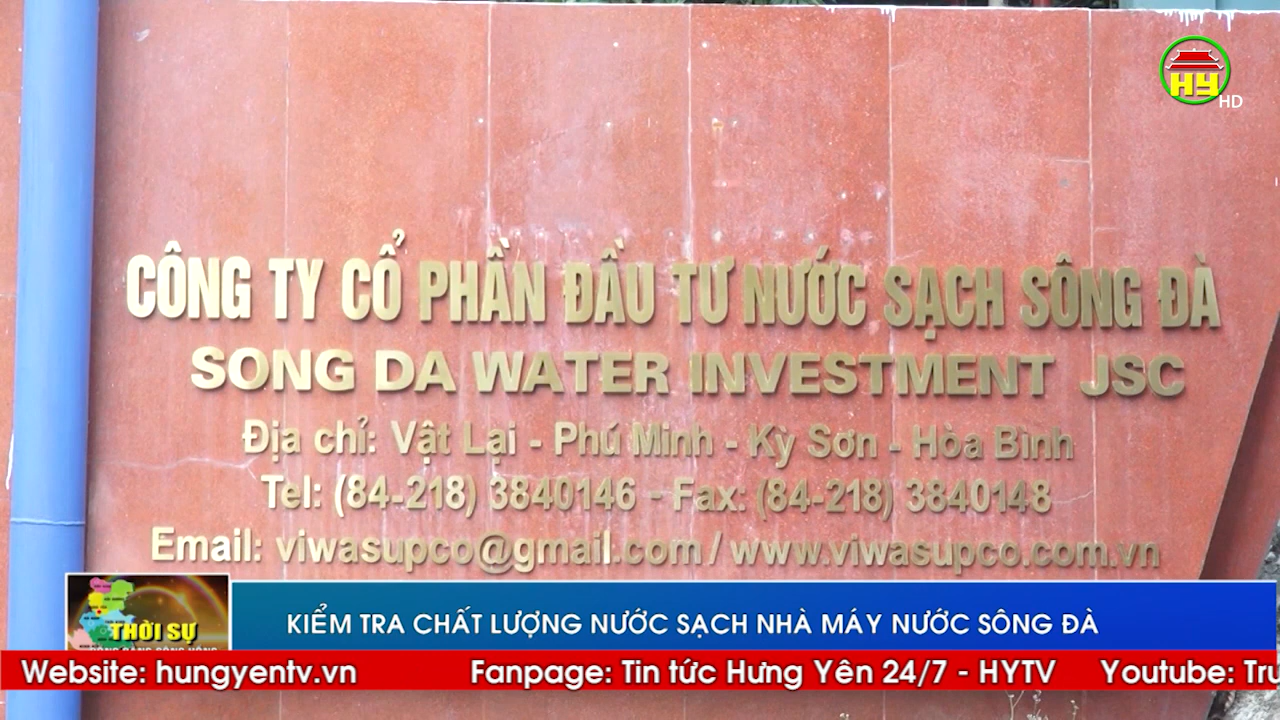 HY HD
CÔNG TY CỔ PHẦN ĐẦU TƯ NƯỚC SẠCH SÔNG ĐÀ
SONG DA WATER INVESTMENT JSC
Địa chỉ: Vật Lại - Phú Minh - Kỳ Sơn - Hòa Bình
Tel: (84-218) 3840146 - Fax: (84-218) 3840148
Email: viwasupco@gmail.com / www.viwasupco.com.vn
THỜI SỰ
KIỂM TRA CHẤT LƯỢNG NƯỚC SẠCH NHÀ MÁY NƯỚC SÔNG ĐÀ
Website: hungyentv.vn Fanpage: Tin tức Hưng Yên 24/7 - HYTV Youtube: